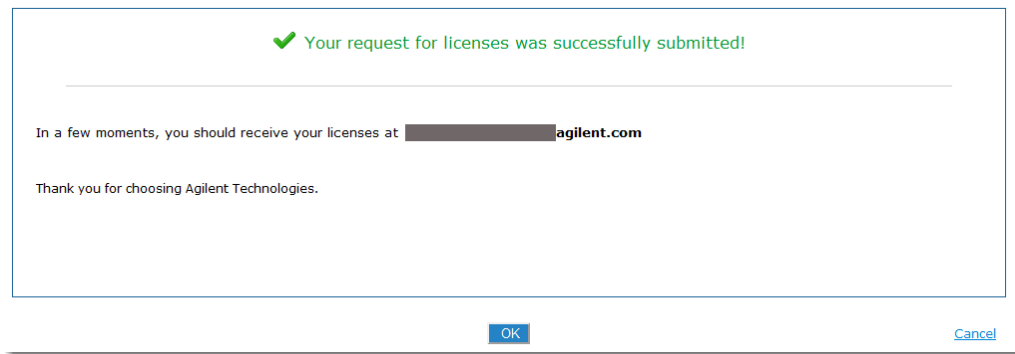 Your request for licenses was successfully submitted!
In a few moments, you should receive your licenses at agilent.com
Thank you for choosing Agilent Technologies.
OK
Cancel